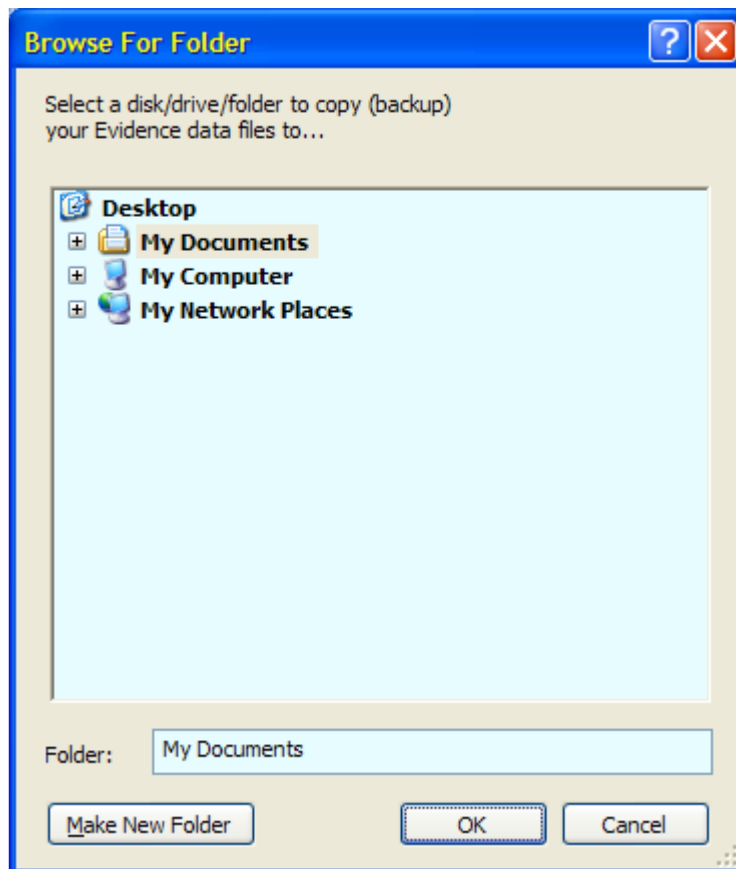 Browse For Folder
Select a disk/drive/folder to copy (backup)
your Evidence data files to...
Desktop
My Documents
My Computer
My Network Places
Folder: My Documents
Make New Folder OK Cancel